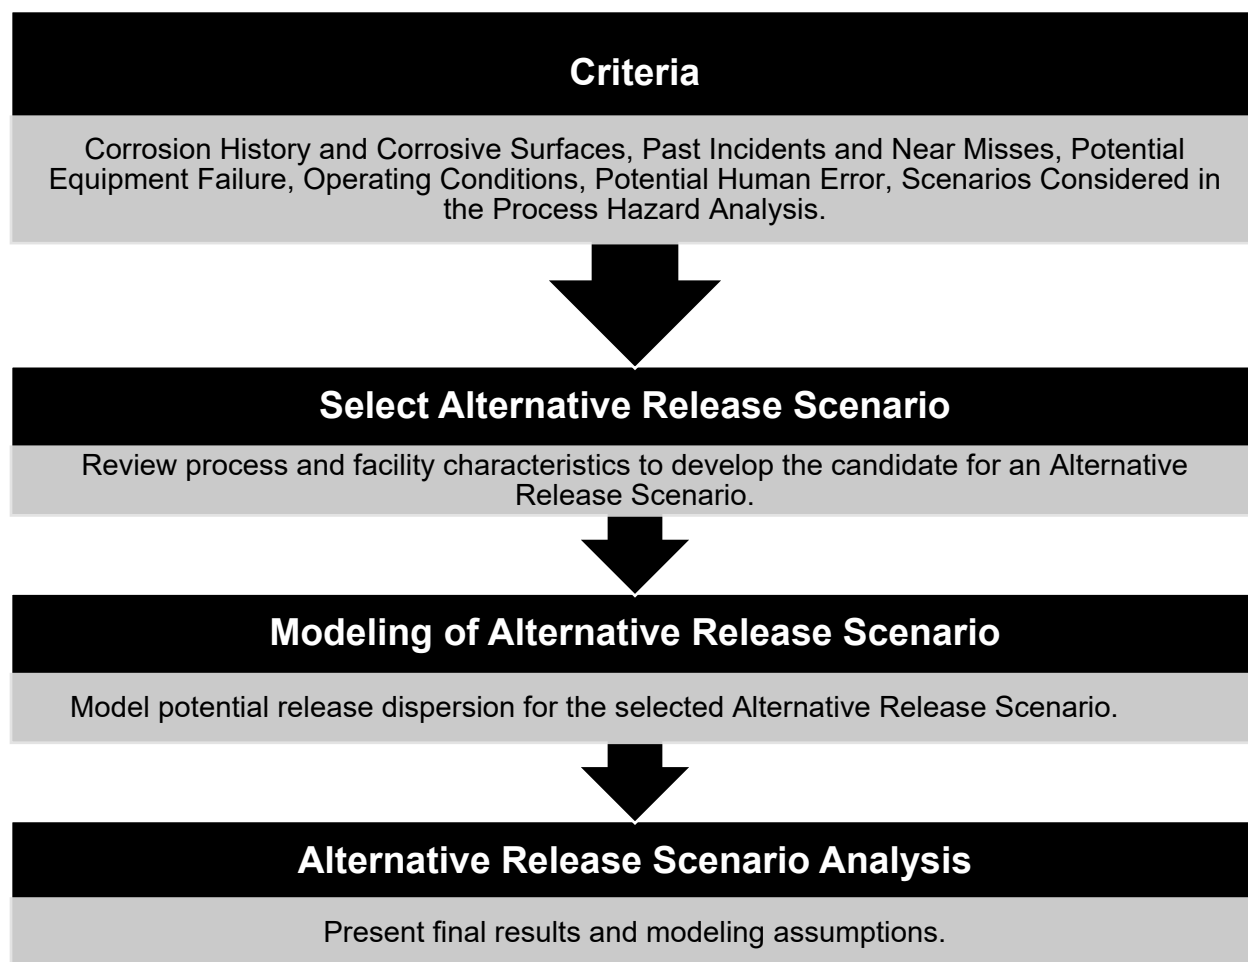 Criteria
Corrosion History and Corrosive Surfaces, Past Incidents and Near Misses, Potential
Equipment Failure, Operating Conditions, Potential Human Error, Scenarios Considered in
the Process Hazard Analysis.
Select Alternative Release Scenario
Review process and facility characteristics to develop the candidate for an Alternative
Release Scenario.
Modeling of Alternative Release Scenario
Model potential release dispersion for the selected Alternative Release Scenario.
Alternative Release Scenario Analysis
Present final results and modeling assumptions.